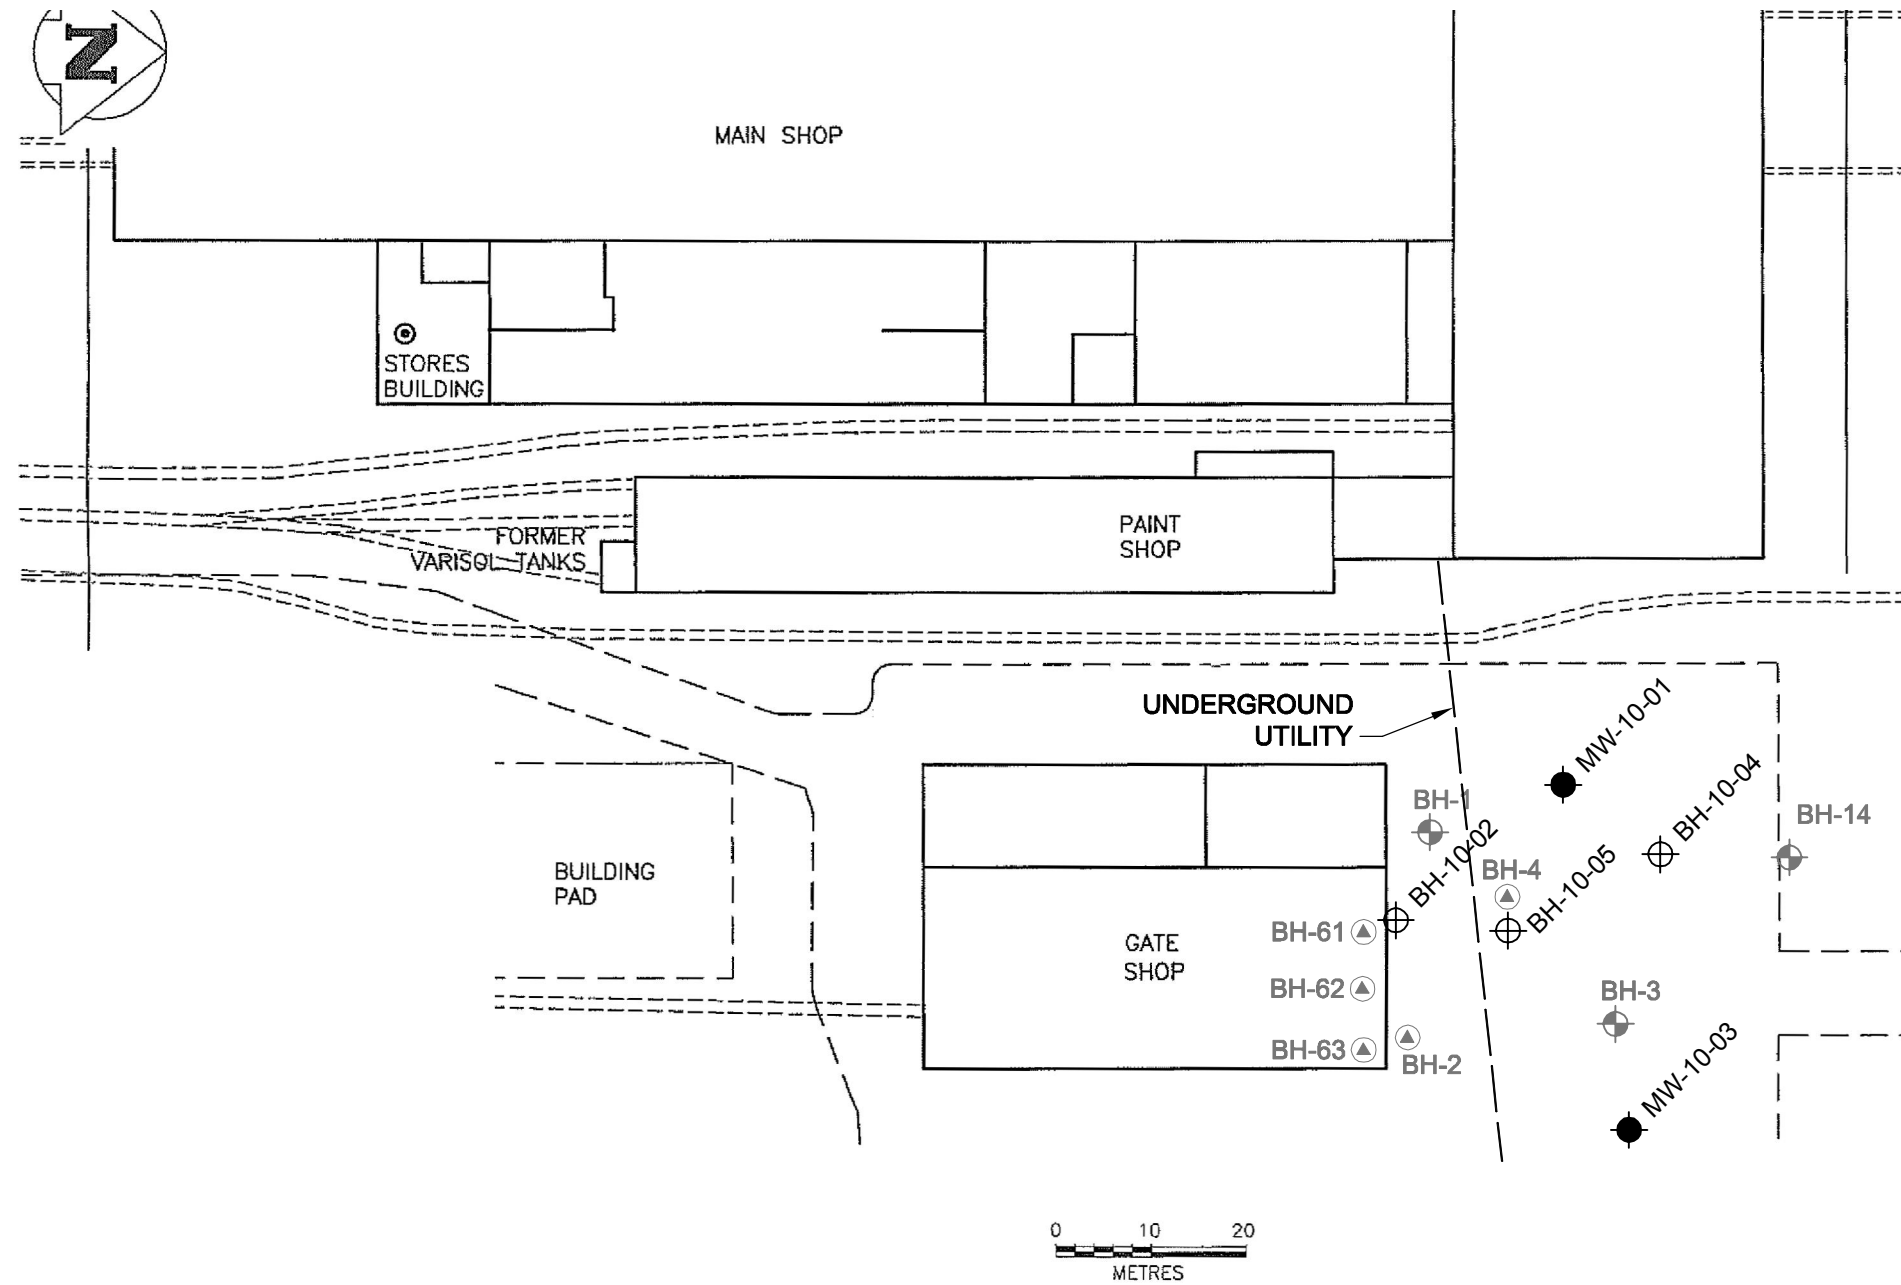 N
MAIN SHOP
STORES
BUILDING
FORMER
VARISOL TANKS
PAINT
SHOP
UNDERGROUND
UTILITY
MW-10-01
BH-10-04
BH-1
BH-14
BH-10-02
BH-10-05
BH-4
BUILDING
PAD
GATE
SHOP
BH-61
BH-62
BH-63
BH-2
BH-3
MW-10-03
0 10 20
METRES